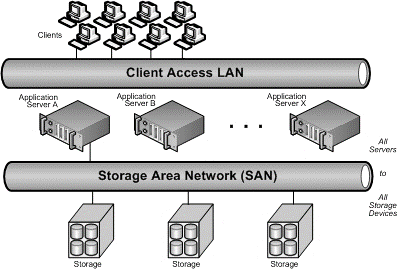 Clients
Client Access LAN
Application
Server A
Application
Server B
Application
Server X
. . .
All
Servers
Storage Area Network (SAN)
to
All
Storage
Devices
Storage
Storage
Storage